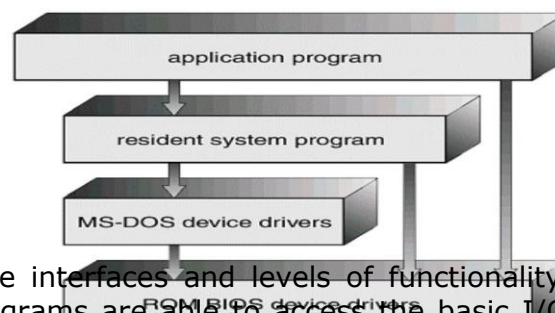 application program
resident system program
MS-DOS device drivers
e interfaces and levels of functionality
ROM BIOS device drivers
grams are able to access the basic I/O